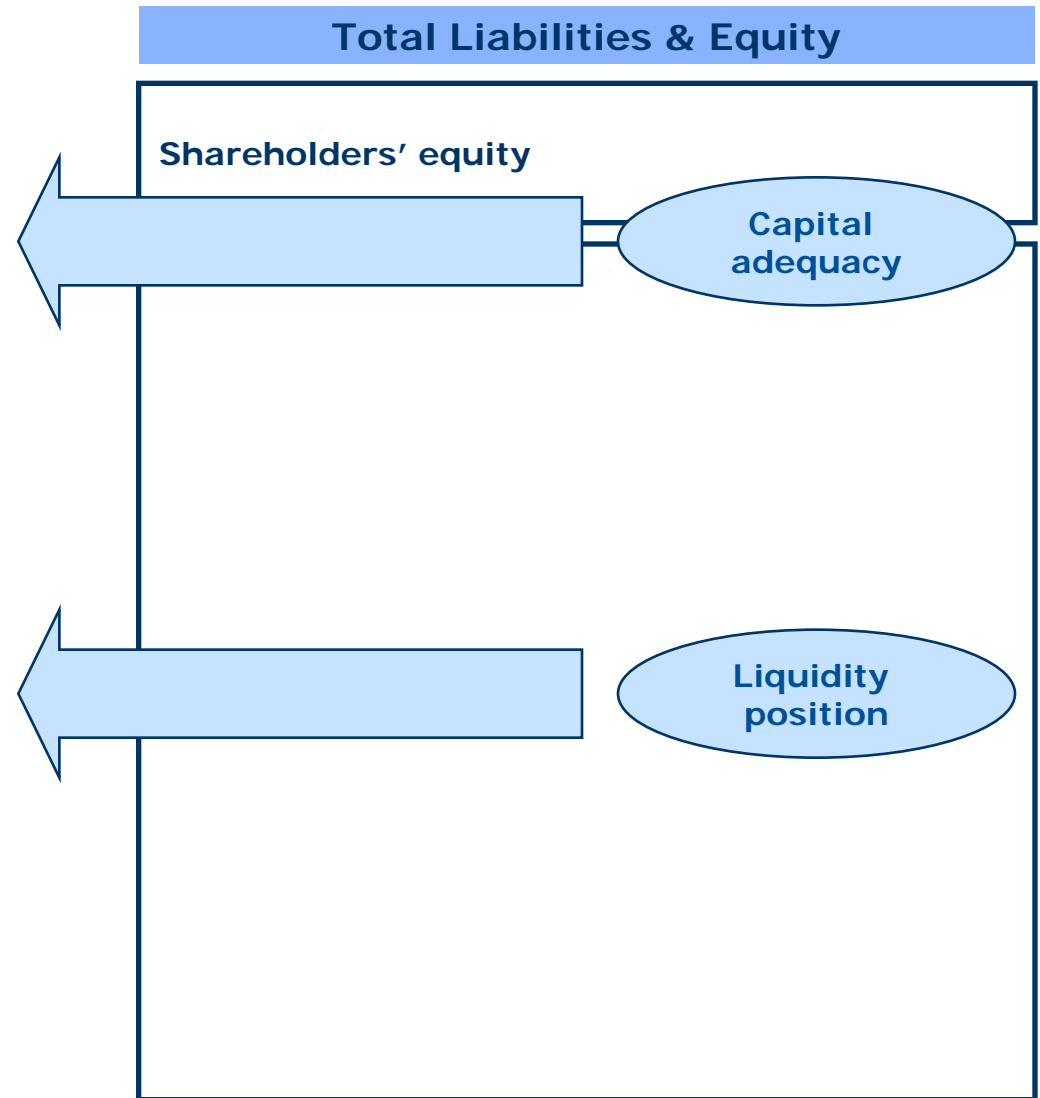 Total Liabilities & Equity
Shareholders’ equity
Capital
adequacy
Liquidity
position